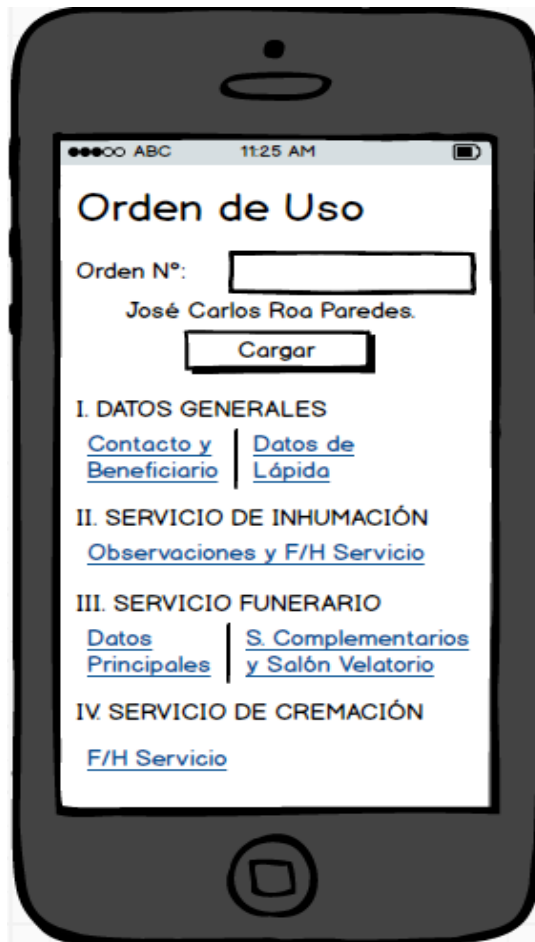 ABC 11:25 AM
Orden de Uso
Orden N°:
José Carlos Roa Paredes.
Cargar
I. DATOS GENERALES
Contacto y Beneficiario
Datos de Lápida
II. SERVICIO DE INHUMACIÓN
Observaciones y F/H Servicio
III. SERVICIO FUNERARIO
Datos Principales
S. Complementarios y Salón Velatorio
IV. SERVICIO DE CREMACIÓN
F/H Servicio